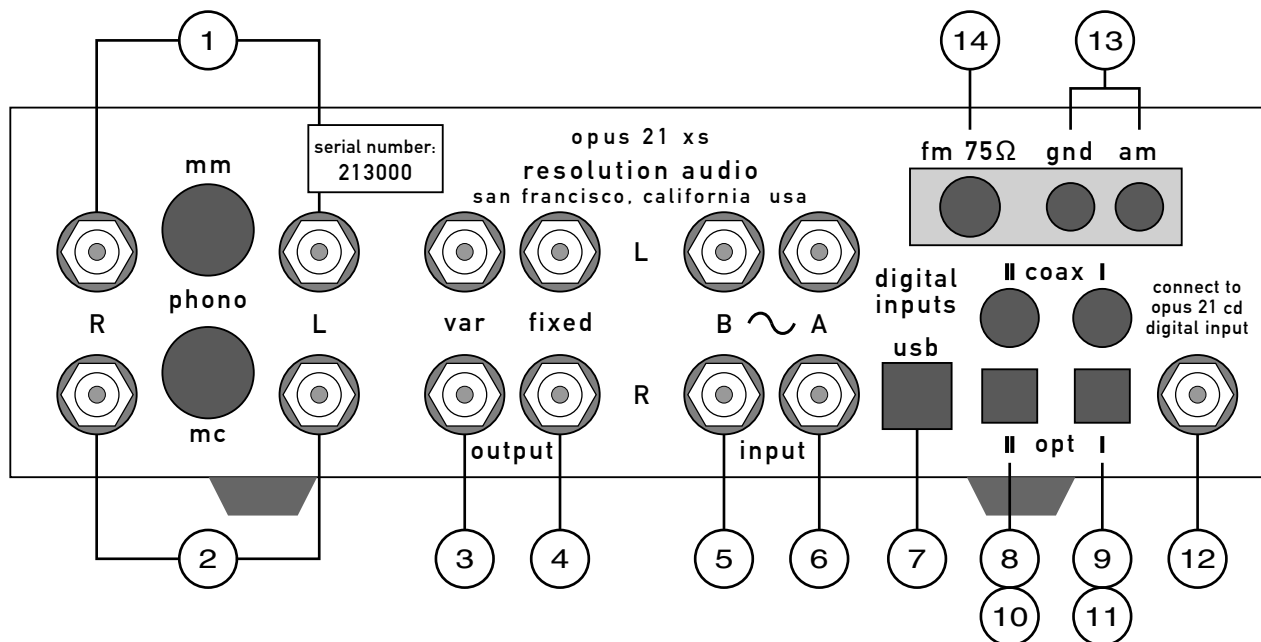 1
14
13
serial number:
213000
opus 21 xs
resolution audio
san francisco, california usa
fm 75Ω gnd am
mm
phono
mc
R
L
var fixed
output
L
R
B A
input
digital
inputs
usb
II coax I
II opt I
connect to
opus 21 cd
digital input
2
3
4
5
6
7
8
9
12
10
11